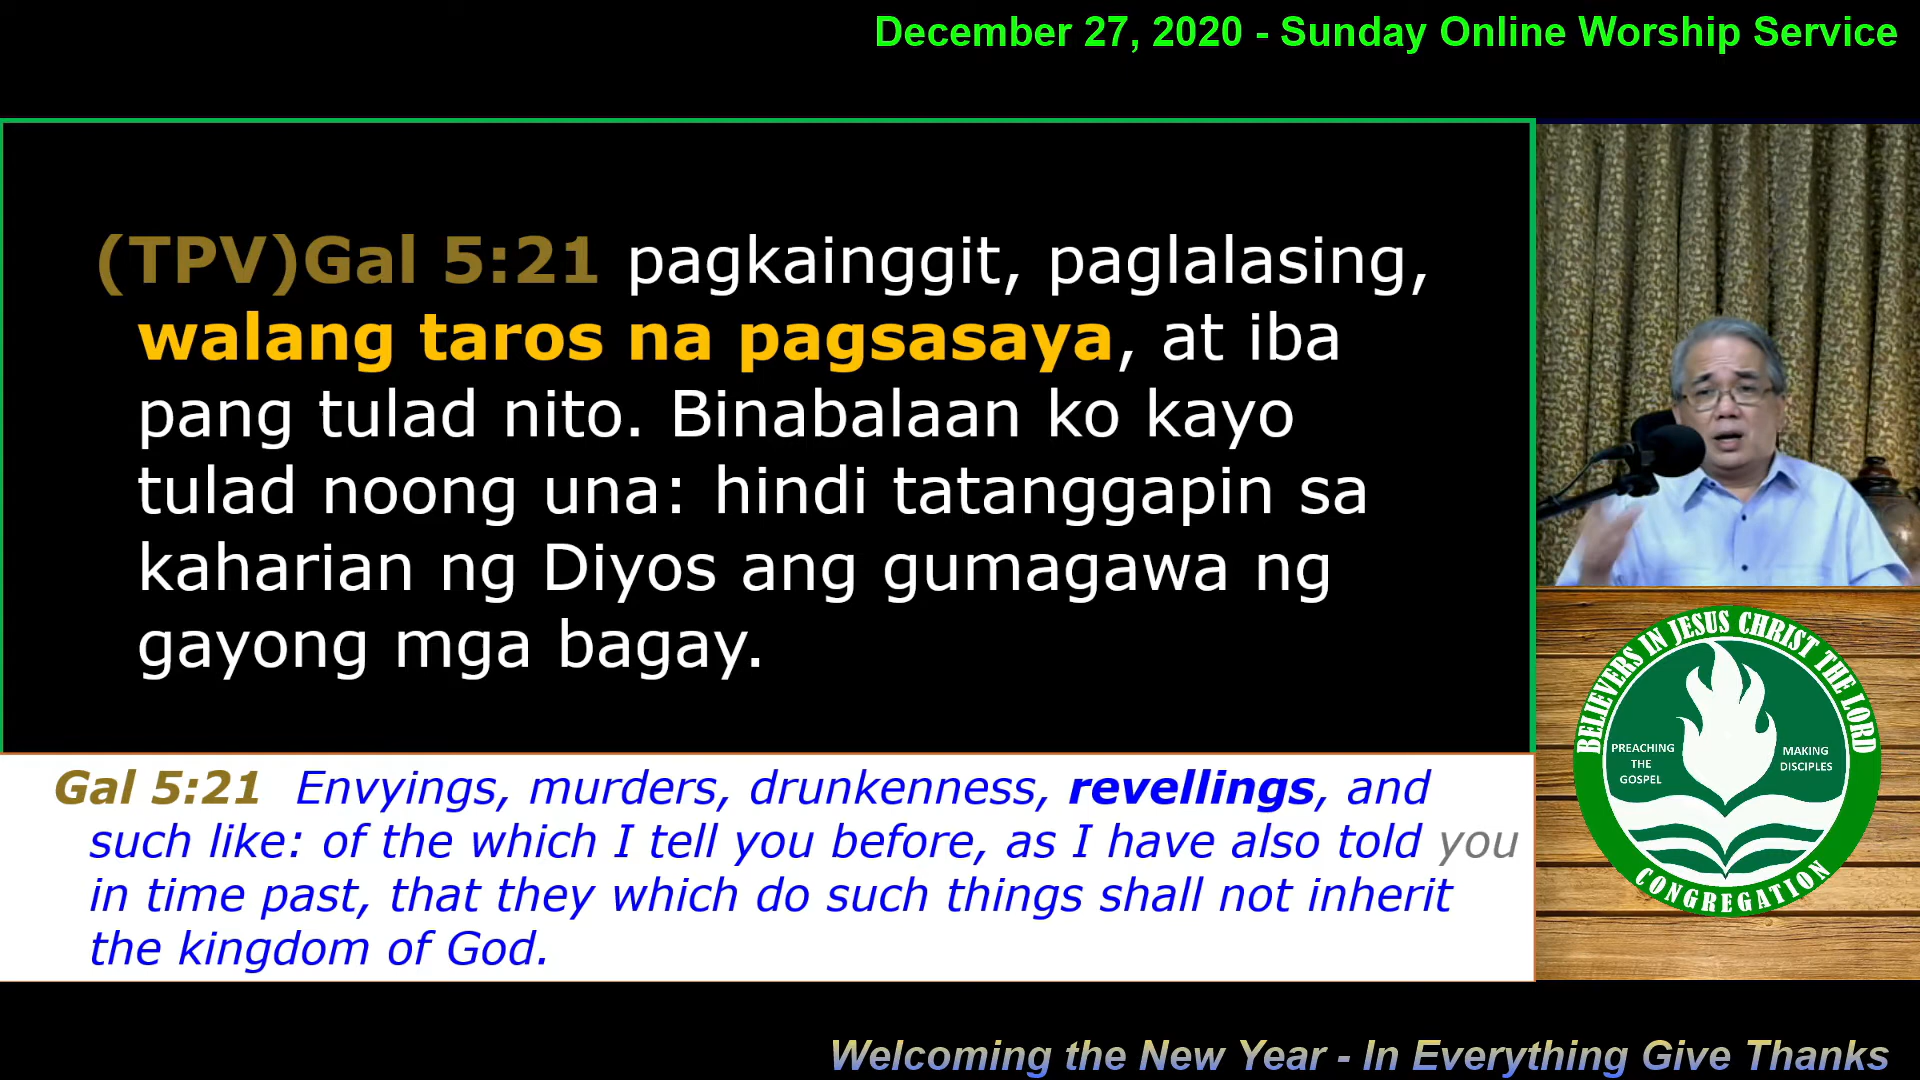 December 27, 2020 - Sunday Online Worship Service
(TPV)Gal 5:21 pagkainggit, paglalasing,
walang taros na pagsasaya, at iba
pang tulad nito. Binabalaan ko kayo
tulad noong una: hindi tatanggapin sa
kaharian ng Diyos ang gumagawa ng
gayong mga bagay.
Gal 5:21 Envyings, murders, drunkenness, revellings, and
such like: of the which I tell you before, as I have also told you
in time past, that they which do such things shall not inherit
the kingdom of God.
BELIEVERS IN JESUS CHRIST THE LORD
PREACHING
THE
GOSPEL
MAKING
DISCIPLES
CONGREGATION
Welcoming the New Year - In Everything Give Thanks